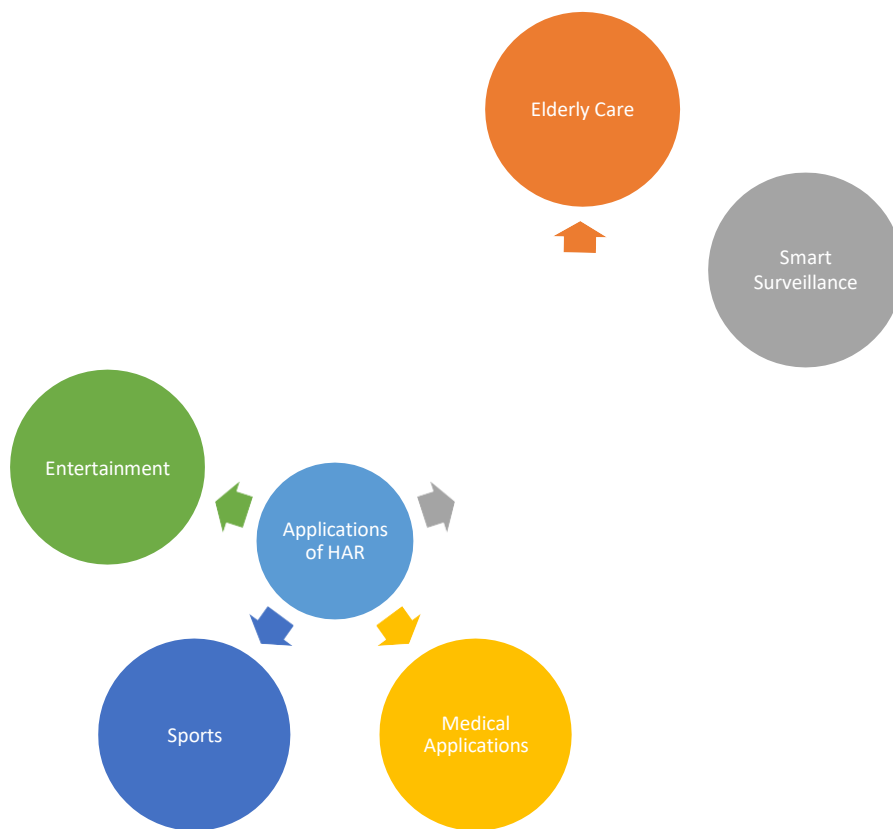 Elderly Care
Smart
Surveillance
Entertainment
Applications
of HAR
Sports
Medical
Applications